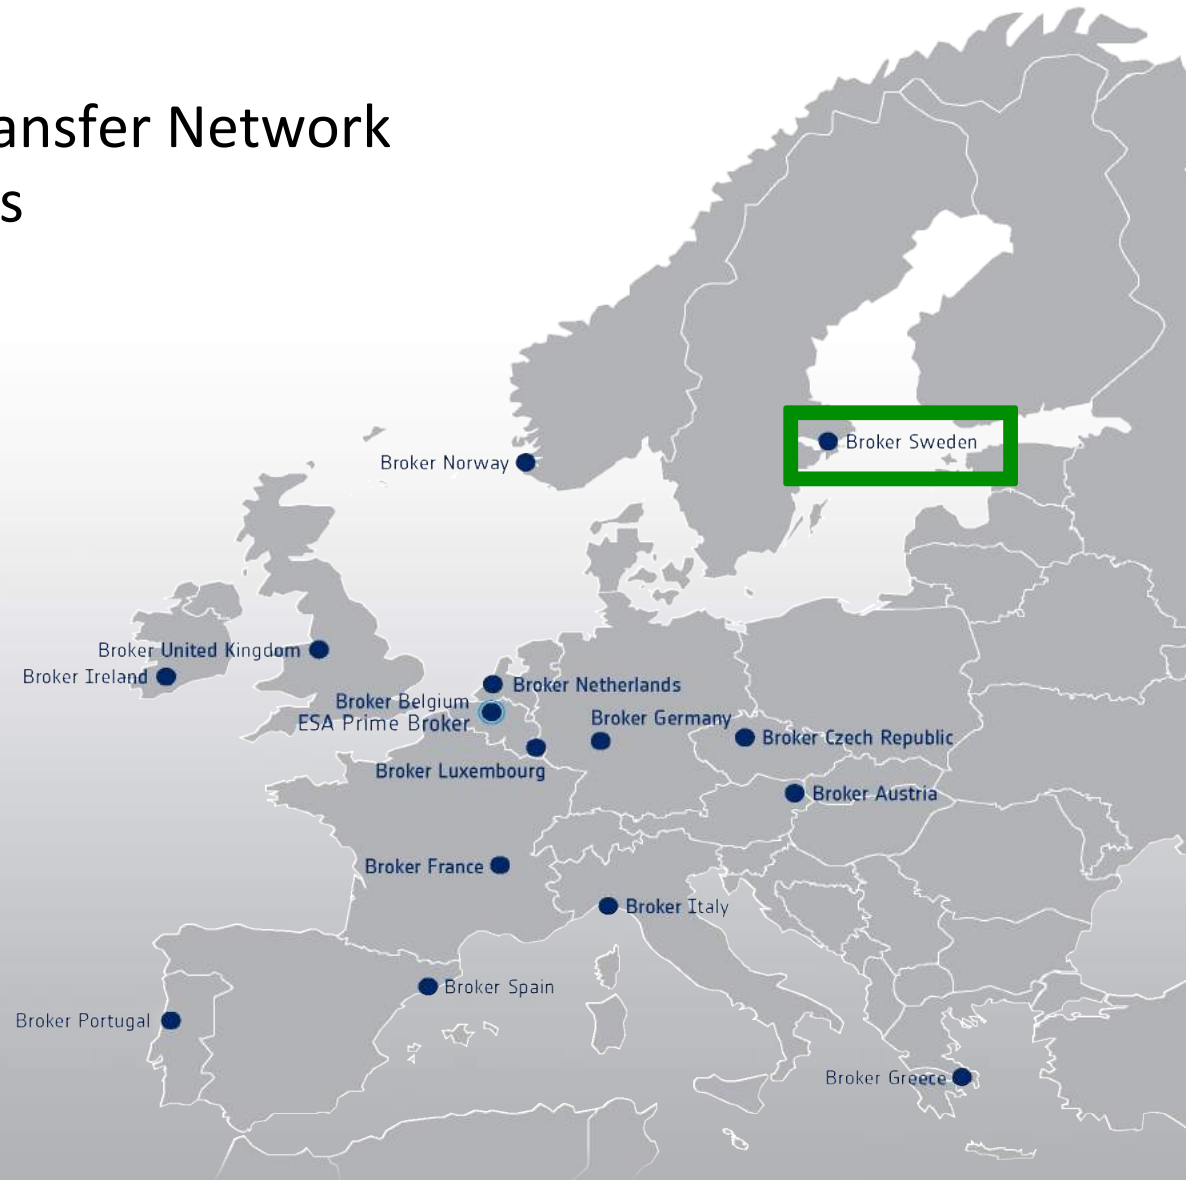 ansfer Network
s
Broker Sweden
Broker Norway
Broker United Kingdom
Broker Ireland
Broker Netherlands
Broker Belgium
ESA Prime Broker
Broker Germany
Broker Czech Republic
Broker Luxembourg
Broker Austria
Broker France
Broker Italy
Broker Spain
Broker Portugal
Broker Greece